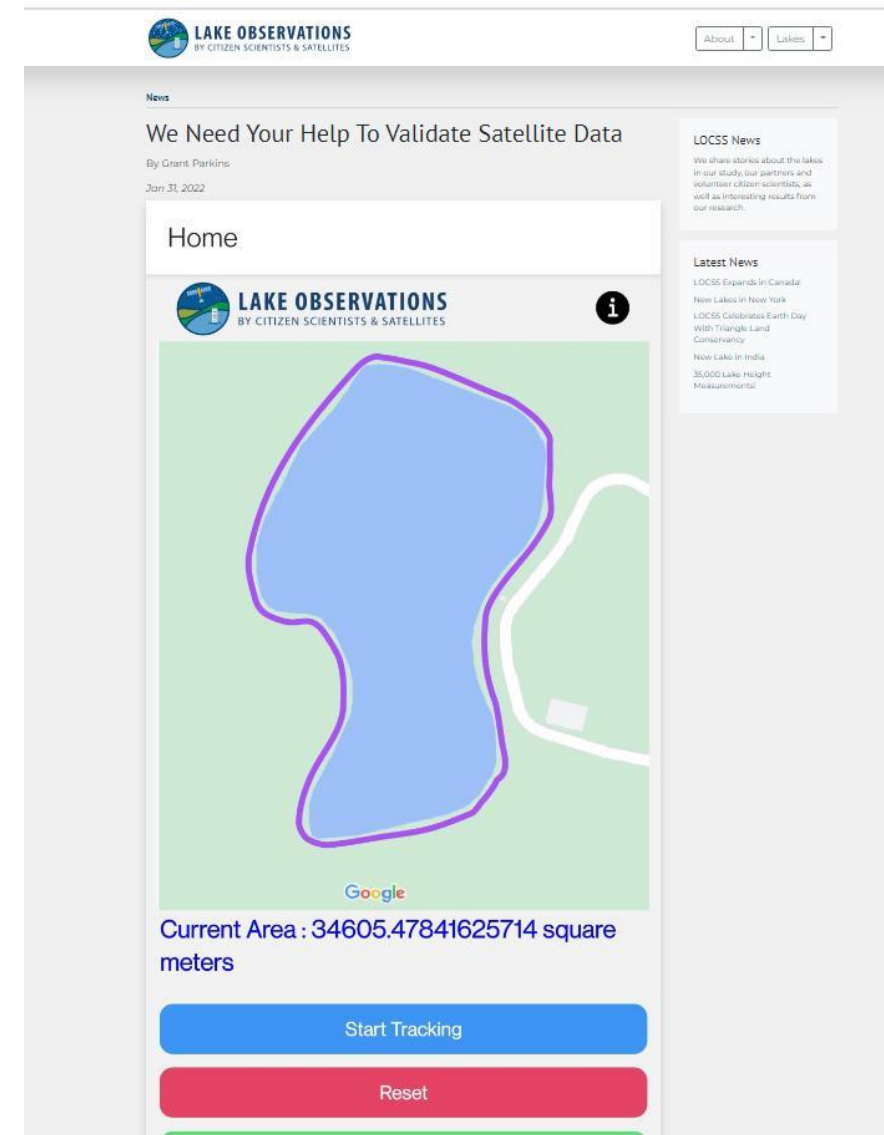 LAKE OBSERVATIONS
BY CITIZEN SCIENTISTS & SATELLITES
About
Lakes
News
We Need Your Help To Validate Satellite Data
By Grant Parkins
Jan 31, 2022
Home
LAKE OBSERVATIONS
BY CITIZEN SCIENTISTS & SATELLITES
i
Google
Current Area : 34605.47841625714 square
meters
Start Tracking
Reset
LOCSS News
We share stories about the lakes
in our study, our partners and
volunteer citizen scientists, as
well as interesting results from
our research.
Latest News
LOCSS Expands in Canada!
New Lakes in New York
LOCSS Celebrates Earth Day
With Triangle Land
Conservancy
New Lake in India
35,000 Lake Height
Measurements!